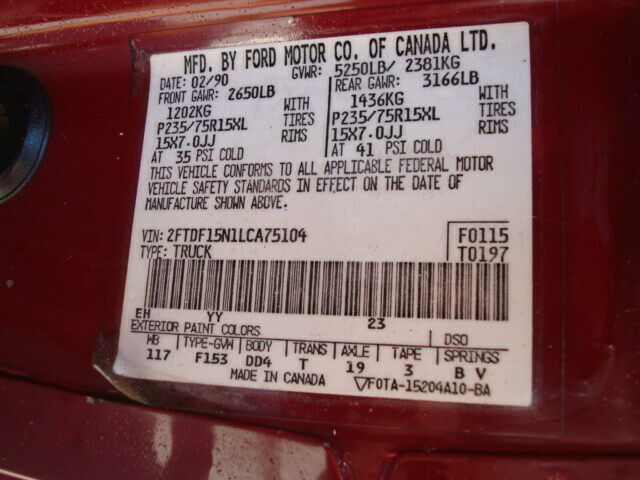 MFD. BY FORD MOTOR CO. OF CANADA LTD.
DATE: 02/90 GVWR: 5250LB/ 2381KG
FRONT GAWR: 2650LB REAR GAWR: 3166LB
1202KG WITH 1436KG WITH
P235/75R15XL TIRES P235/75R15XL TIRES
15X7.0JJ RIMS 15X7.0JJ RIMS
AT 35 PSI COLD AT 41 PSI COLD
THIS VEHICLE CONFORMS TO ALL APPLICABLE FEDERAL MOTOR
VEHICLE SAFETY STANDARDS IN EFFECT ON THE DATE OF
MANUFACTURE SHOWN ABOVE.
VIN: 2FTDF15N1LCA75104 F0115
TYPE: TRUCK T0197
EH YY 23
EXTERIOR PAINT COLORS DSO
WB TYPE-GVW BODY TRANS AXLE TAPE SPRINGS
117 F153 DD4 T 19 3 B V
MADE IN CANADA ▽F0TA-15204A10-BA